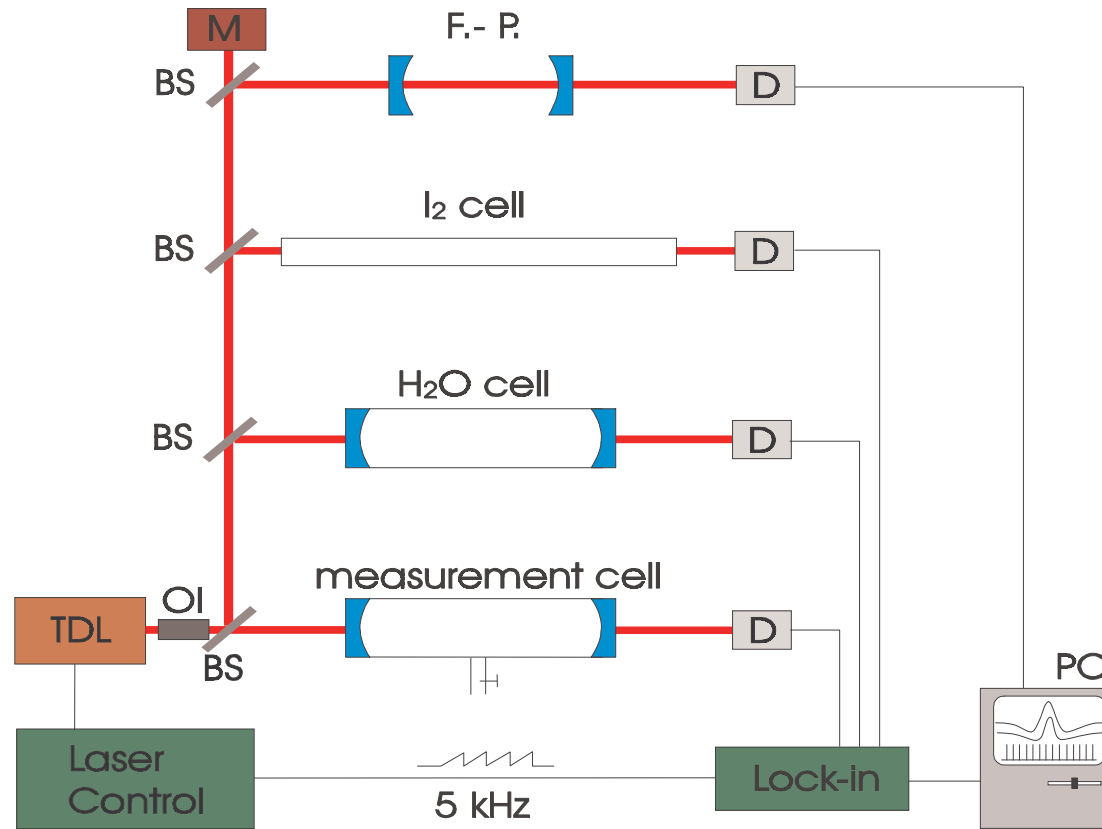 M
F.- P.
BS
D
I₂ cell
BS
D
H₂O cell
BS
D
measurement cell
OI
TDL
D
BS
PC
Laser
Control
Lock-in
5 kHz